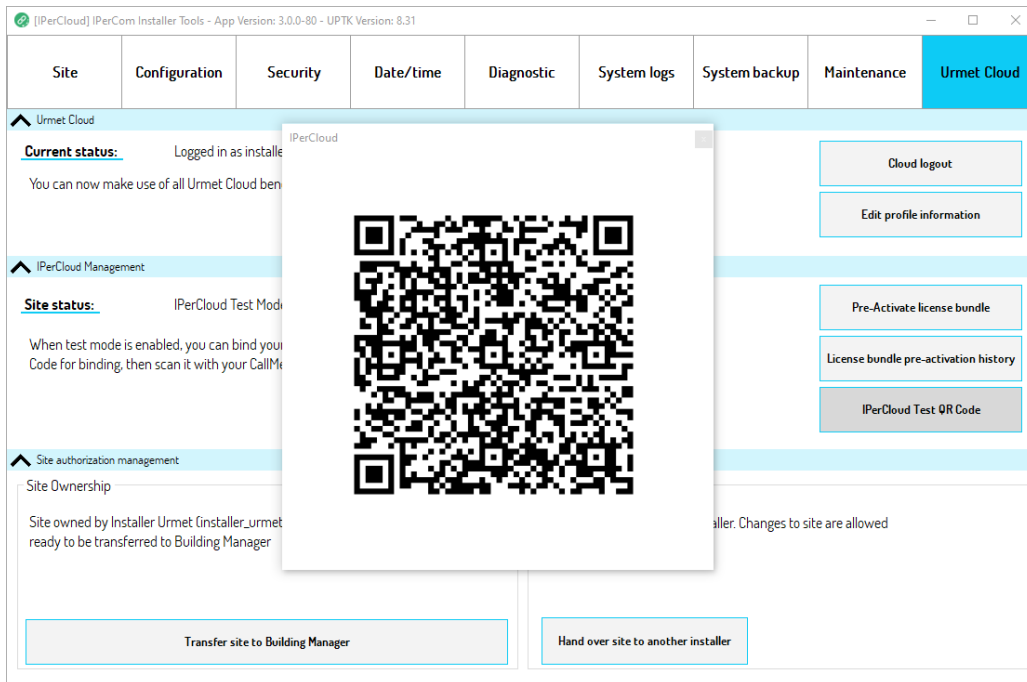 [IPerCloud] IPerCom Installer Tools - App Version: 3.0.0-80 - UPTK Version: 8.31
Site
Configuration
Security
Date/time
Diagnostic
System logs
System backup
Maintenance
Urmet Cloud
Urmet Cloud
IPerCloud
Current status:
Logged in as installe
You can now make use of all Urmet Cloud ben
Cloud logout
Edit profile information
IPerCloud Management
Site status:
IPerCloud Test Mod
When test mode is enabled, you can bind you
Code for binding, then scan it with your CallMe
Pre-Activate license bundle
License bundle pre-activation history
IPerCloud Test QR Code
Site authorization management
Site Ownership
Site owned by Installer Urmet (installer_urmet
ready to be transferred to Building Manager
aller. Changes to site are allowed
Transfer site to Building Manager
Hand over site to another installer